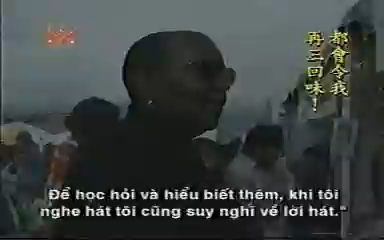 都會令我
再三回味！
Để học hỏi và hiểu biết thêm, khi tôi
nghe hát tôi cũng suy nghĩ về lời hát."